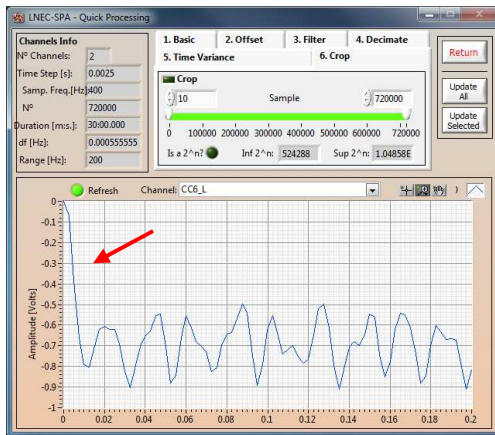 LNEC-SPA - Quick Processing
Channels Info
Nº Channels: 2
Time Step [s]: 0.0025
Samp. Freq.[Hz]: 400
Nº 720000
Duration [m:s.]: 30:00.000
df [Hz]: 0.000555555
Range [Hz]: 200
1. Basic 2. Offset 3. Filter 4. Decimate
5. Time Variance 6. Crop
Crop
10 Sample 720000
0 100000 200000 300000 400000 500000 600000 720000
Is a 2^n? Inf 2^n: 524288 Sup 2^n: 1.04858E
Return
Update
All
Update
Selected
Refresh Channel: CC6_L
Amplitude [Volts]
0
-0.1
-0.2
-0.3
-0.4
-0.5
-0.6
-0.7
-0.8
-0.9
-1
0 0.02 0.04 0.06 0.08 0.1 0.12 0.14 0.16 0.18 0.2